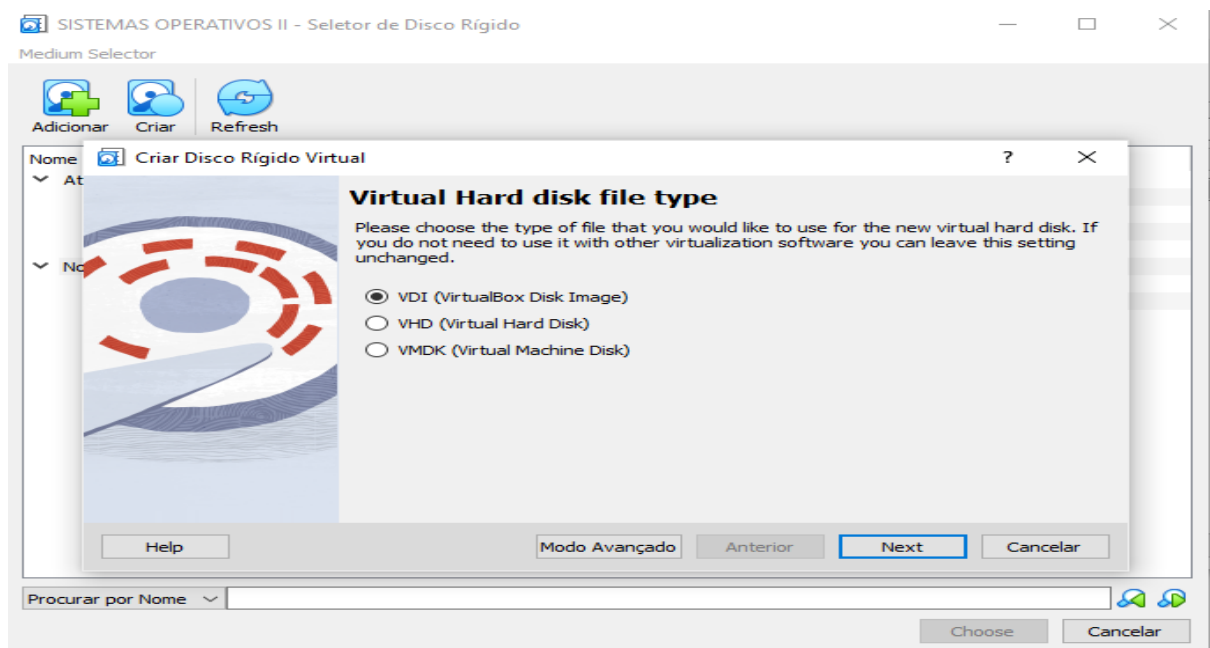 SISTEMAS OPERATIVOS II - Seletor de Disco Rígido
Medium Selector
Adicionar Criar Refresh
Nome
Criar Disco Rígido Virtual
?
At
No
Virtual Hard disk file type
Please choose the type of file that you would like to use for the new virtual hard disk. If
you do not need to use it with other virtualization software you can leave this setting
unchanged.
VDI (VirtualBox Disk Image)
VHD (Virtual Hard Disk)
VMDK (Virtual Machine Disk)
Help Modo Avançado Anterior Next Cancelar
Procurar por Nome
Choose Cancelar